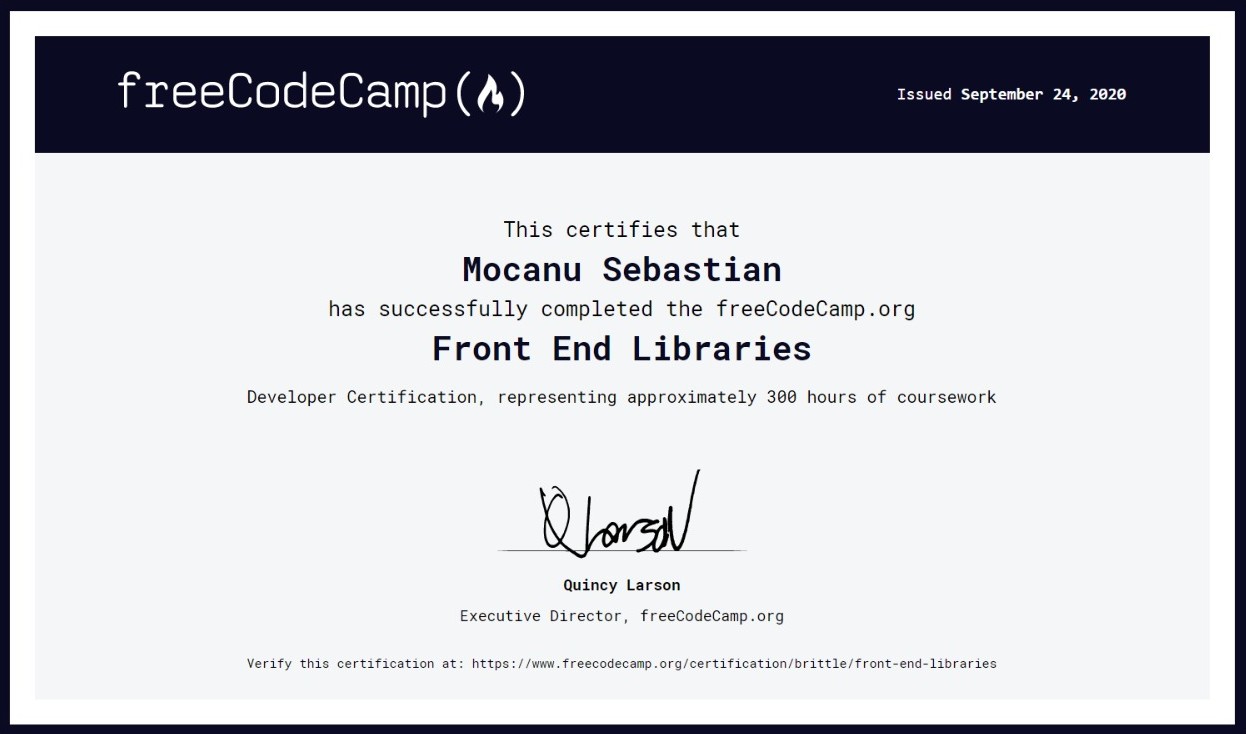 freeCodeCamp
Issued September 24, 2020
This certifies that
Mocanu Sebastian
has successfully completed the freeCodeCamp.org
Front End Libraries
Developer Certification, representing approximately 300 hours of coursework
Q Larson
Quincy Larson
Executive Director, freeCodeCamp.org
Verify this certification at: https://www.freecodecamp.org/certification/brittle/front-end-libraries